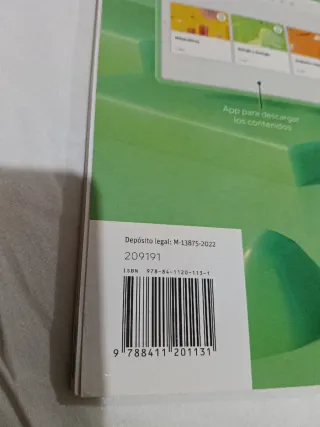 App para descargar
los contenidos
Depósito legal: M-13875-2022
209191
ISBN 978-84-1120-113-1
9 788411 201131